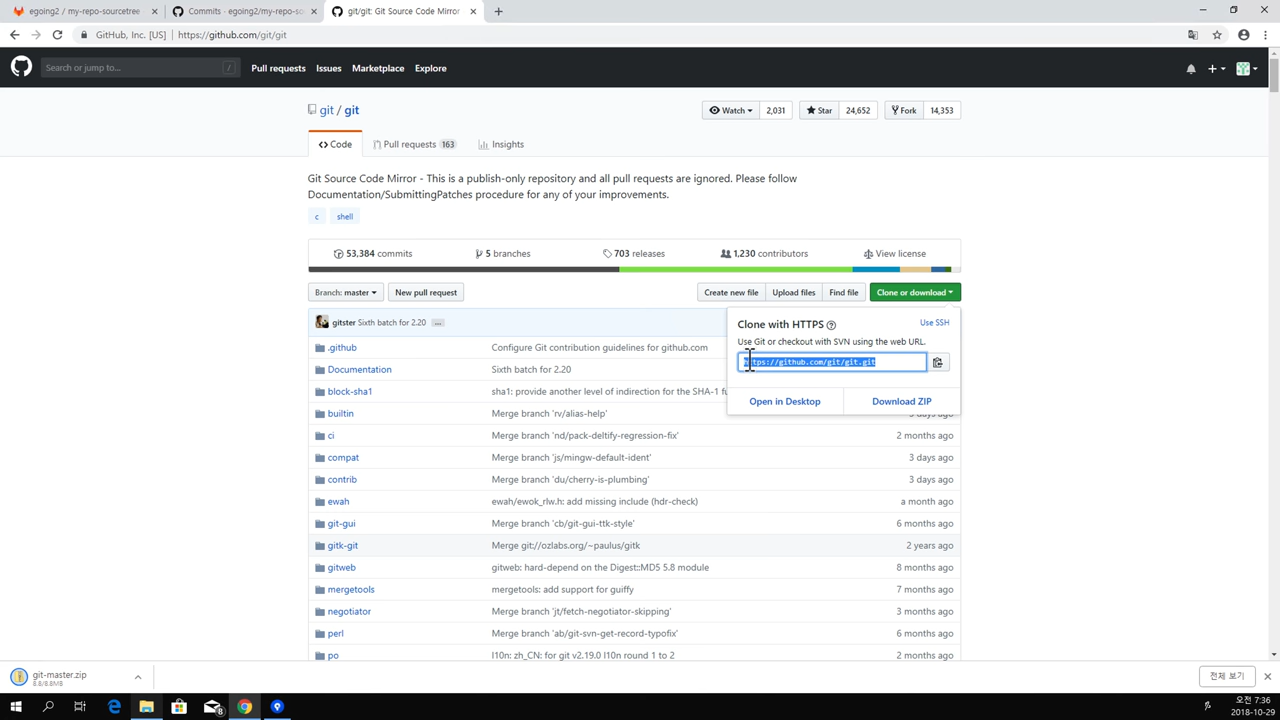 egoing2 / my-repo-sourcetree
Commits · egoing2/my-repo-so
git/git: Git Source Code Mirror -
GitHub, Inc. [US] https://github.com/git/git
Search or jump to... /
Pull requests Issues Marketplace Explore
git / git
Watch 2,031 Star 24,652 Fork 14,353
Code Pull requests 163 Insights
Git Source Code Mirror - This is a publish-only repository and all pull requests are ignored. Please follow
Documentation/SubmittingPatches procedure for any of your improvements.
c shell
53,384 commits 5 branches 703 releases 1,230 contributors View license
Branch: master New pull request Create new file Upload files Find file Clone or download
gitster Sixth batch for 2.20 ...
Clone with HTTPS Use SSH
Use Git or checkout with SVN using the web URL.
https://github.com/git/git.git
Open in Desktop Download ZIP
.github Configure Git contribution guidelines for github.com
Documentation Sixth batch for 2.20
block-sha1 sha1: provide another level of indirection for the SHA-1 fu
builtin Merge branch 'rv/alias-help' 3 days ago
ci Merge branch 'nd/pack-deltify-regression-fix' 2 months ago
compat Merge branch 'js/mingw-default-ident' 3 days ago
contrib Merge branch 'du/cherry-is-plumbing' 3 days ago
ewah ewah/ewok_rlw.h: add missing include (hdr-check) a month ago
git-gui Merge branch 'cb/git-gui-ttk-style' 6 months ago
gitk-git Merge git://ozlabs.org/~paulus/gitk 2 years ago
gitweb gitweb: hard-depend on the Digest::MD5 5.8 module 8 months ago
mergetools mergetools: add support for guiffy 7 months ago
negotiator Merge branch 'jt/fetch-negotiator-skipping' 3 months ago
perl Merge branch 'ab/git-svn-get-record-typofix' 6 months ago
po l10n: zh_CN: for git v2.19.0 l10n round 1 to 2 2 months ago
git-master.zip
8.8/8.8MB
전체 보기
8
오전 7:36
2018-10-29